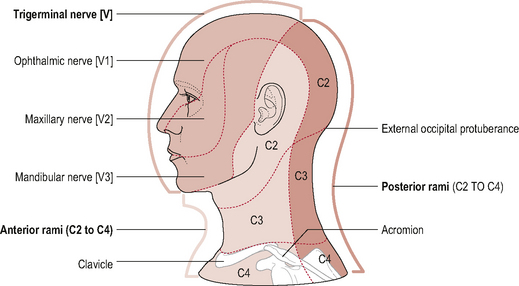 Trigerminal nerve [V]
Ophthalmic nerve [V1]
Maxillary nerve [V2]
Mandibular nerve [V3]
Anterior rami (C2 to C4)
Clavicle
C2
C2
C3
C3
C4
C4
External occipital protuberance
Posterior rami (C2 TO C4)
Acromion